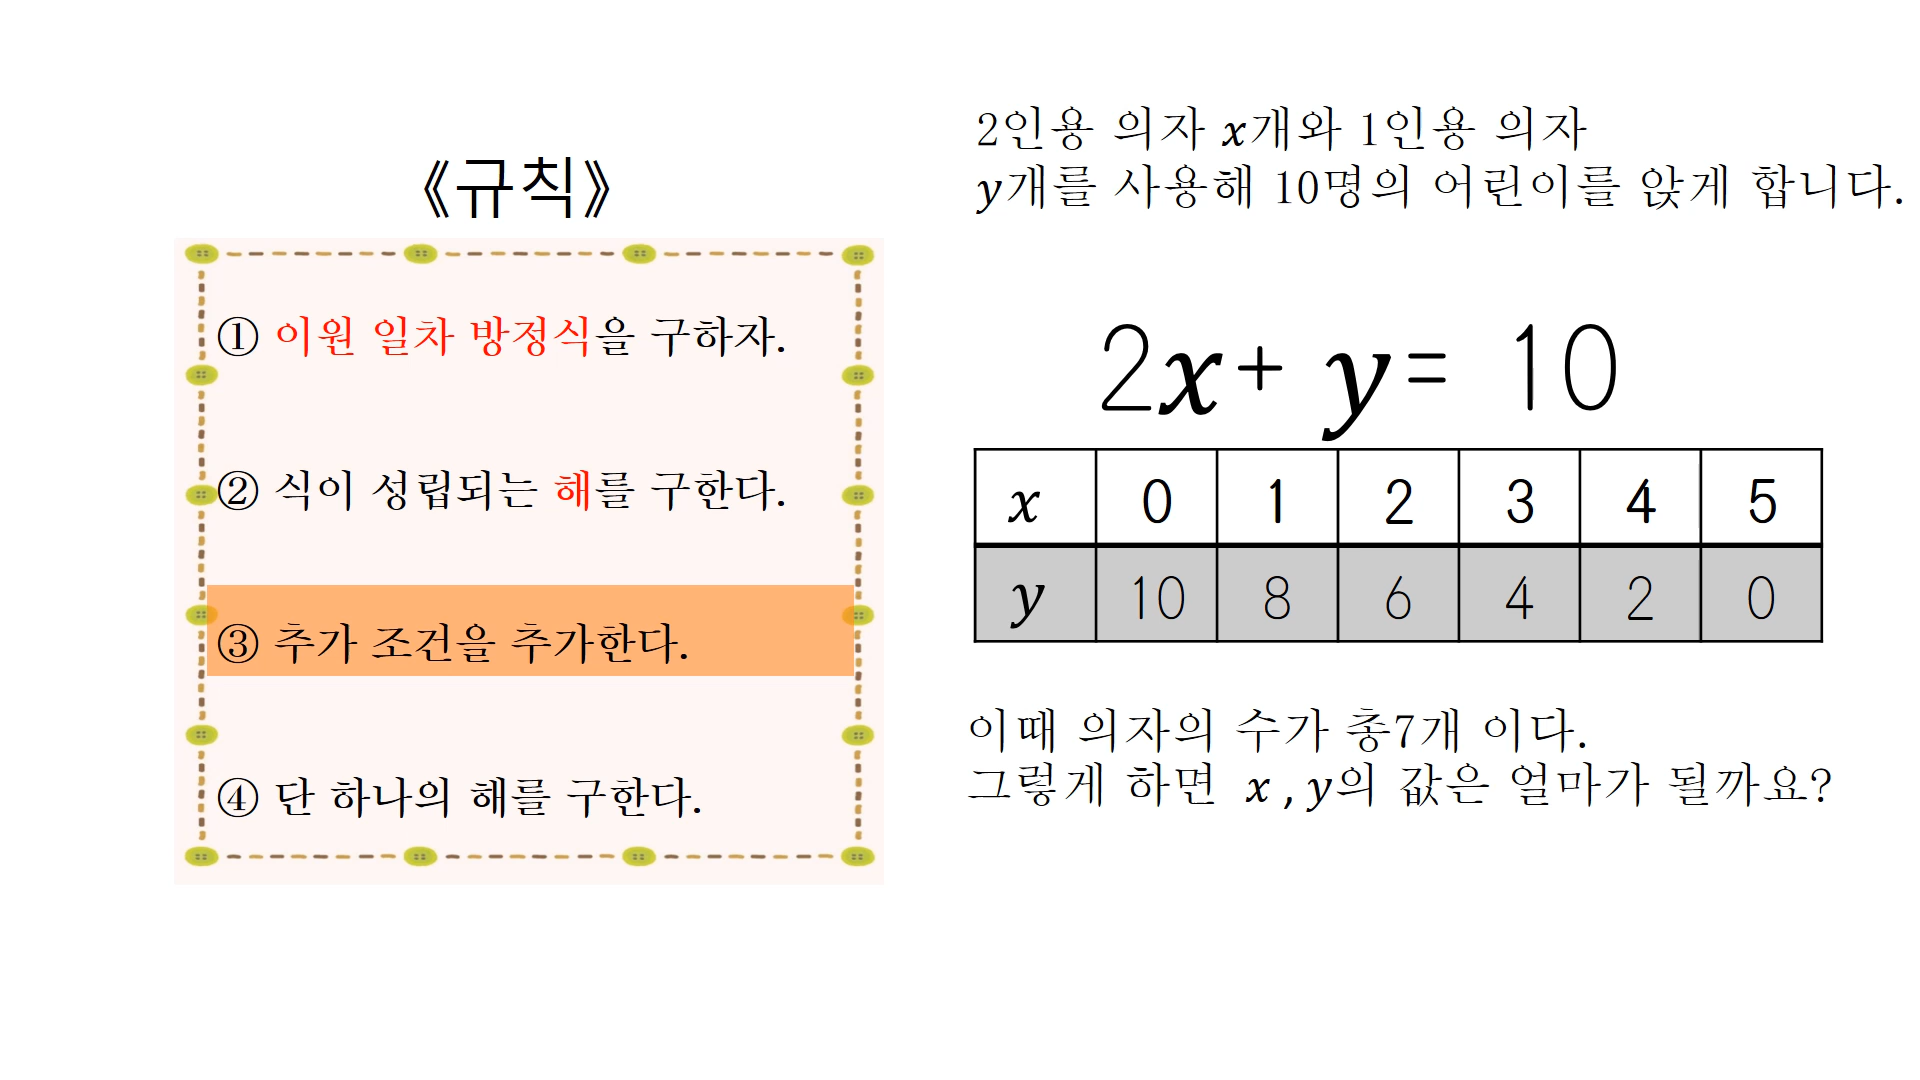 《규칙》
① 이원 일차 방정식을 구하자.
② 식이 성립되는 해를 구한다.
③ 추가 조건을 추가한다.
④ 단 하나의 해를 구한다.
2인용 의자 x개와 1인용 의자
y개를 사용해 10명의 어린이를 앉게 합니다.
2x+ y= 10
x 0 1 2 3 4 5
y 10 8 6 4 2 0
이때 의자의 수가 총7개 이다.
그렇게 하면 x , y의 값은 얼마가 될까요?